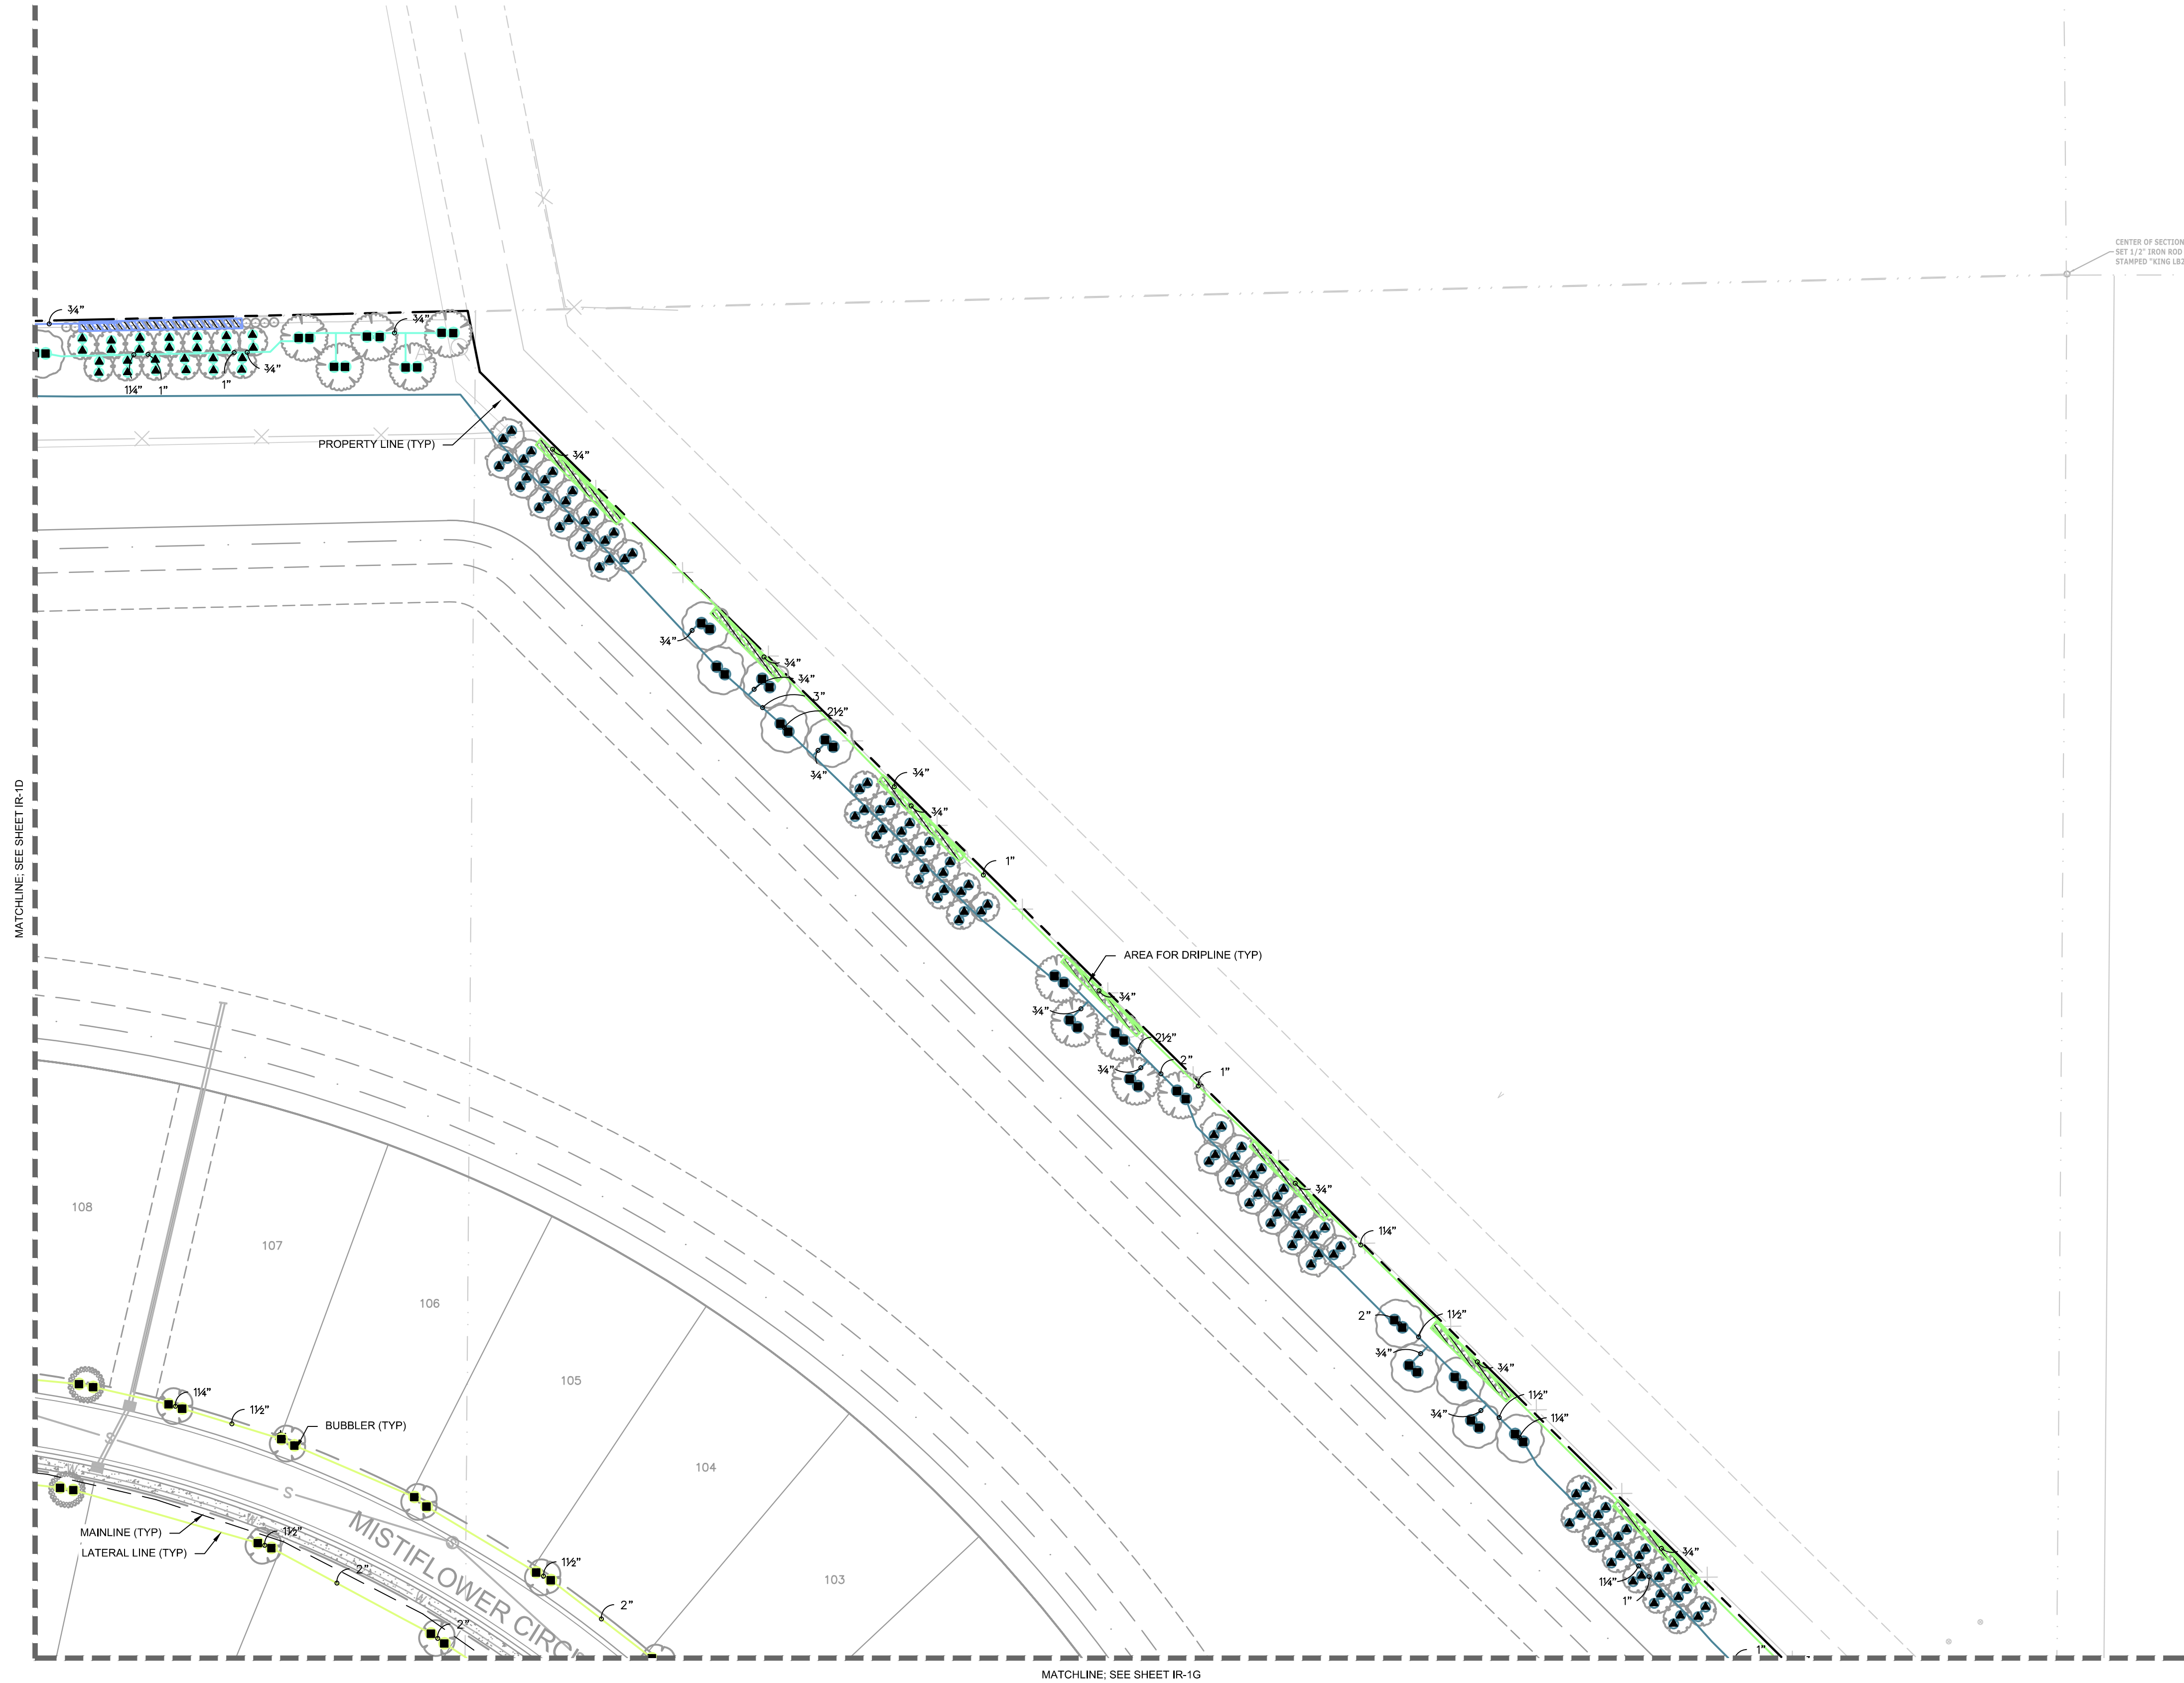 CENTER OF SECTION
SET 1/2" IRON ROD
STAMPED "KING LB2
¾"
¾"
1¼"
1"
1"
¾"
PROPERTY LINE (TYP)
¾"
¾"
¾"
¾"
3"
2½"
¾"
¾"
¾"
1"
AREA FOR DRIPLINE (TYP)
¾"
¾"
2½"
2"
¾"
1"
MATCHLINE; SEE SHEET IR-1D
¾"
1¼"
2"
1½"
¾"
¾"
1½"
¾"
1¼"
¾"
1¼"
1"
1"
108
107
106
105
104
103
1¼"
1½"
BUBBLER (TYP)
S
W
S
W
S
W
MISTIFLOWER CIRC
MAINLINE (TYP)
LATERAL LINE (TYP)
1½"
2"
1½"
2"
2"
MATCHLINE; SEE SHEET IR-1G